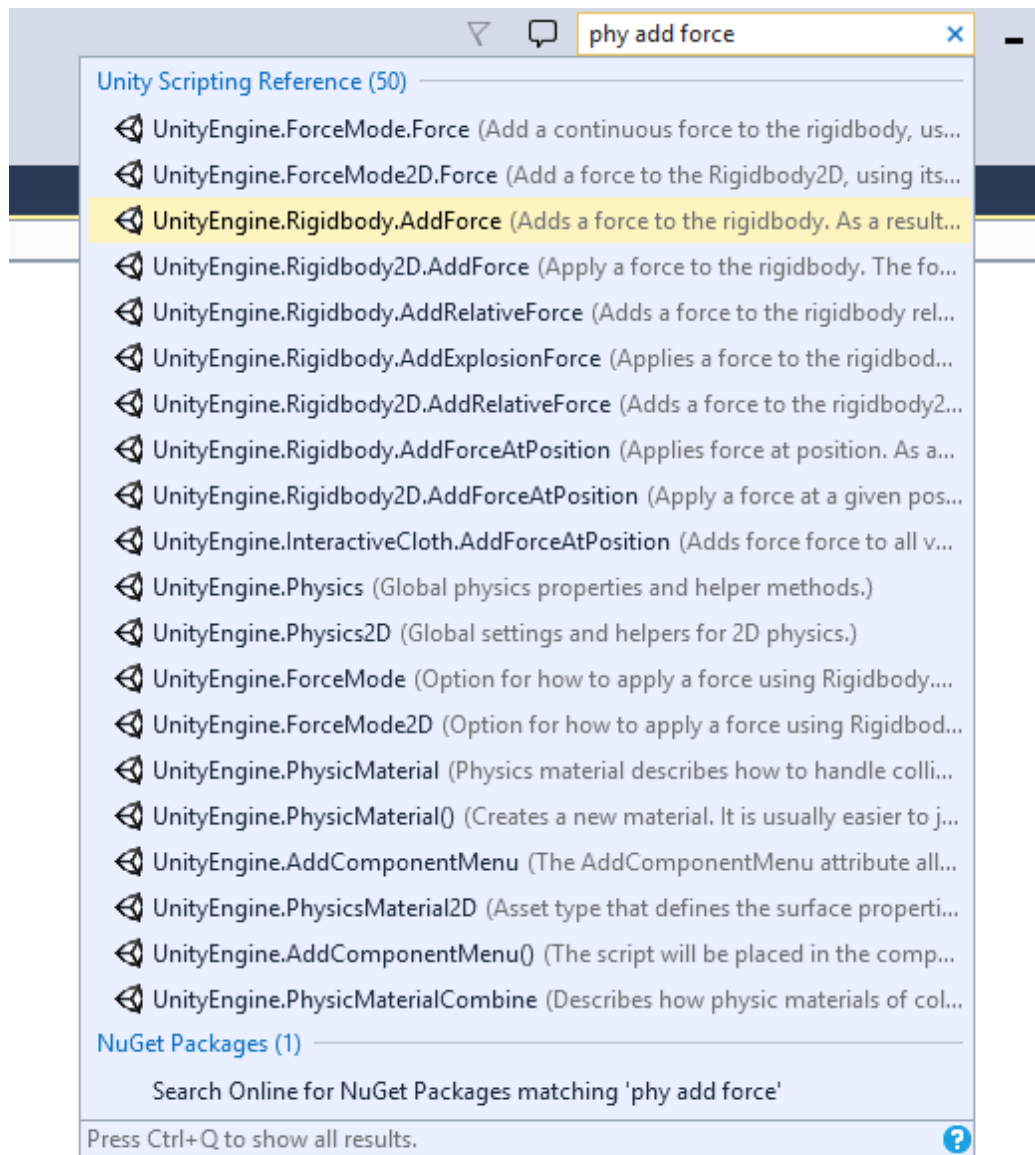 phy add force
Unity Scripting Reference (50)
UnityEngine.ForceMode.Force (Add a continuous force to the rigidbody, us...
UnityEngine.ForceMode2D.Force (Add a force to the Rigidbody2D, using its...
UnityEngine.Rigidbody.AddForce (Adds a force to the rigidbody. As a result...
UnityEngine.Rigidbody2D.AddForce (Apply a force to the rigidbody. The fo...
UnityEngine.Rigidbody.AddRelativeForce (Adds a force to the rigidbody rel...
UnityEngine.Rigidbody.AddExplosionForce (Applies a force to the rigidbod...
UnityEngine.Rigidbody2D.AddRelativeForce (Adds a force to the rigidbody2...
UnityEngine.Rigidbody.AddForceAtPosition (Applies force at position. As a...
UnityEngine.Rigidbody2D.AddForceAtPosition (Apply a force at a given pos...
UnityEngine.InteractiveCloth.AddForceAtPosition (Adds force force to all v...
UnityEngine.Physics (Global physics properties and helper methods.)
UnityEngine.Physics2D (Global settings and helpers for 2D physics.)
UnityEngine.ForceMode (Option for how to apply a force using Rigidbody....
UnityEngine.ForceMode2D (Option for how to apply a force using Rigidbod...
UnityEngine.PhysicMaterial (Physics material describes how to handle colli...
UnityEngine.PhysicMaterial() (Creates a new material. It is usually easier to j...
UnityEngine.AddComponentMenu (The AddComponentMenu attribute all...
UnityEngine.PhysicsMaterial2D (Asset type that defines the surface properti...
UnityEngine.AddComponentMenu() (The script will be placed in the comp...
UnityEngine.PhysicMaterialCombine (Describes how physic materials of col...
NuGet Packages (1)
Search Online for NuGet Packages matching 'phy add force'
Press Ctrl+Q to show all results.